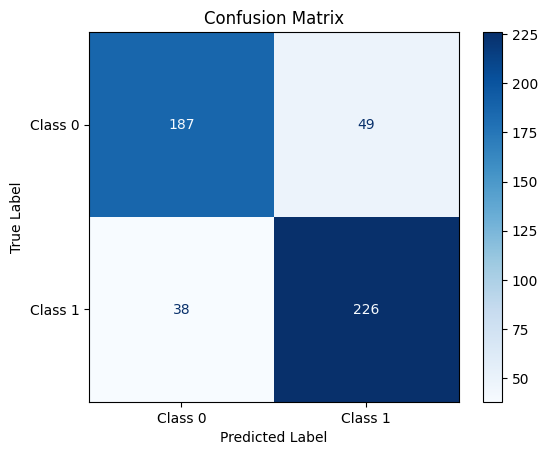 Confusion Matrix
225
200
175
150
125
100
75
50
Class 0
187
49
Class 1
38
226
True Label
Class 0
Class 1
Predicted Label